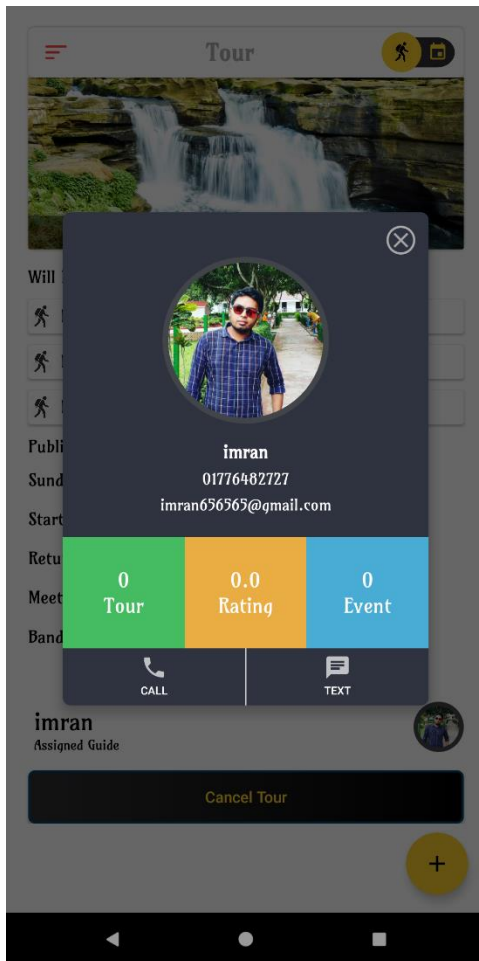 Tour
Will
imran
01776482727
imran656565@gmail.com
Publi
Sund
Start
Retu
Meet
Band
0
Tour
0.0
Rating
0
Event
CALL
TEXT
imran
Assigned Guide
Cancel Tour
+